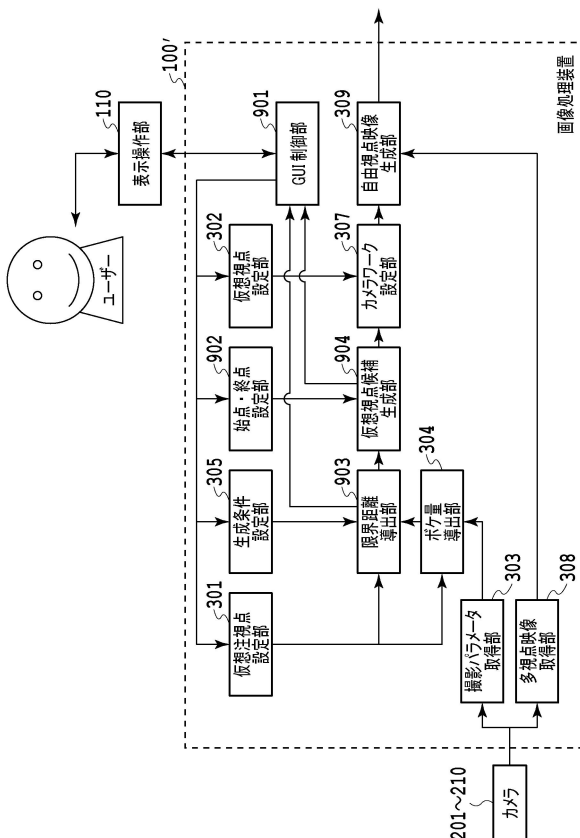 ユーザー
110
表示操作部
100′
画像処理装置
901
GUI制御部
309
自由視点映像
生成部
302
仮想視点
設定部
307
カメラワーク
設定部
902
始点・終点
設定部
904
仮想視点候補
生成部
305
生成条件
設定部
903
限界距離
導出部
304
ボケ量
導出部
301
仮想注視点
設定部
303
撮影パラメータ
取得部
308
多視点映像
取得部
201～210
カメラ